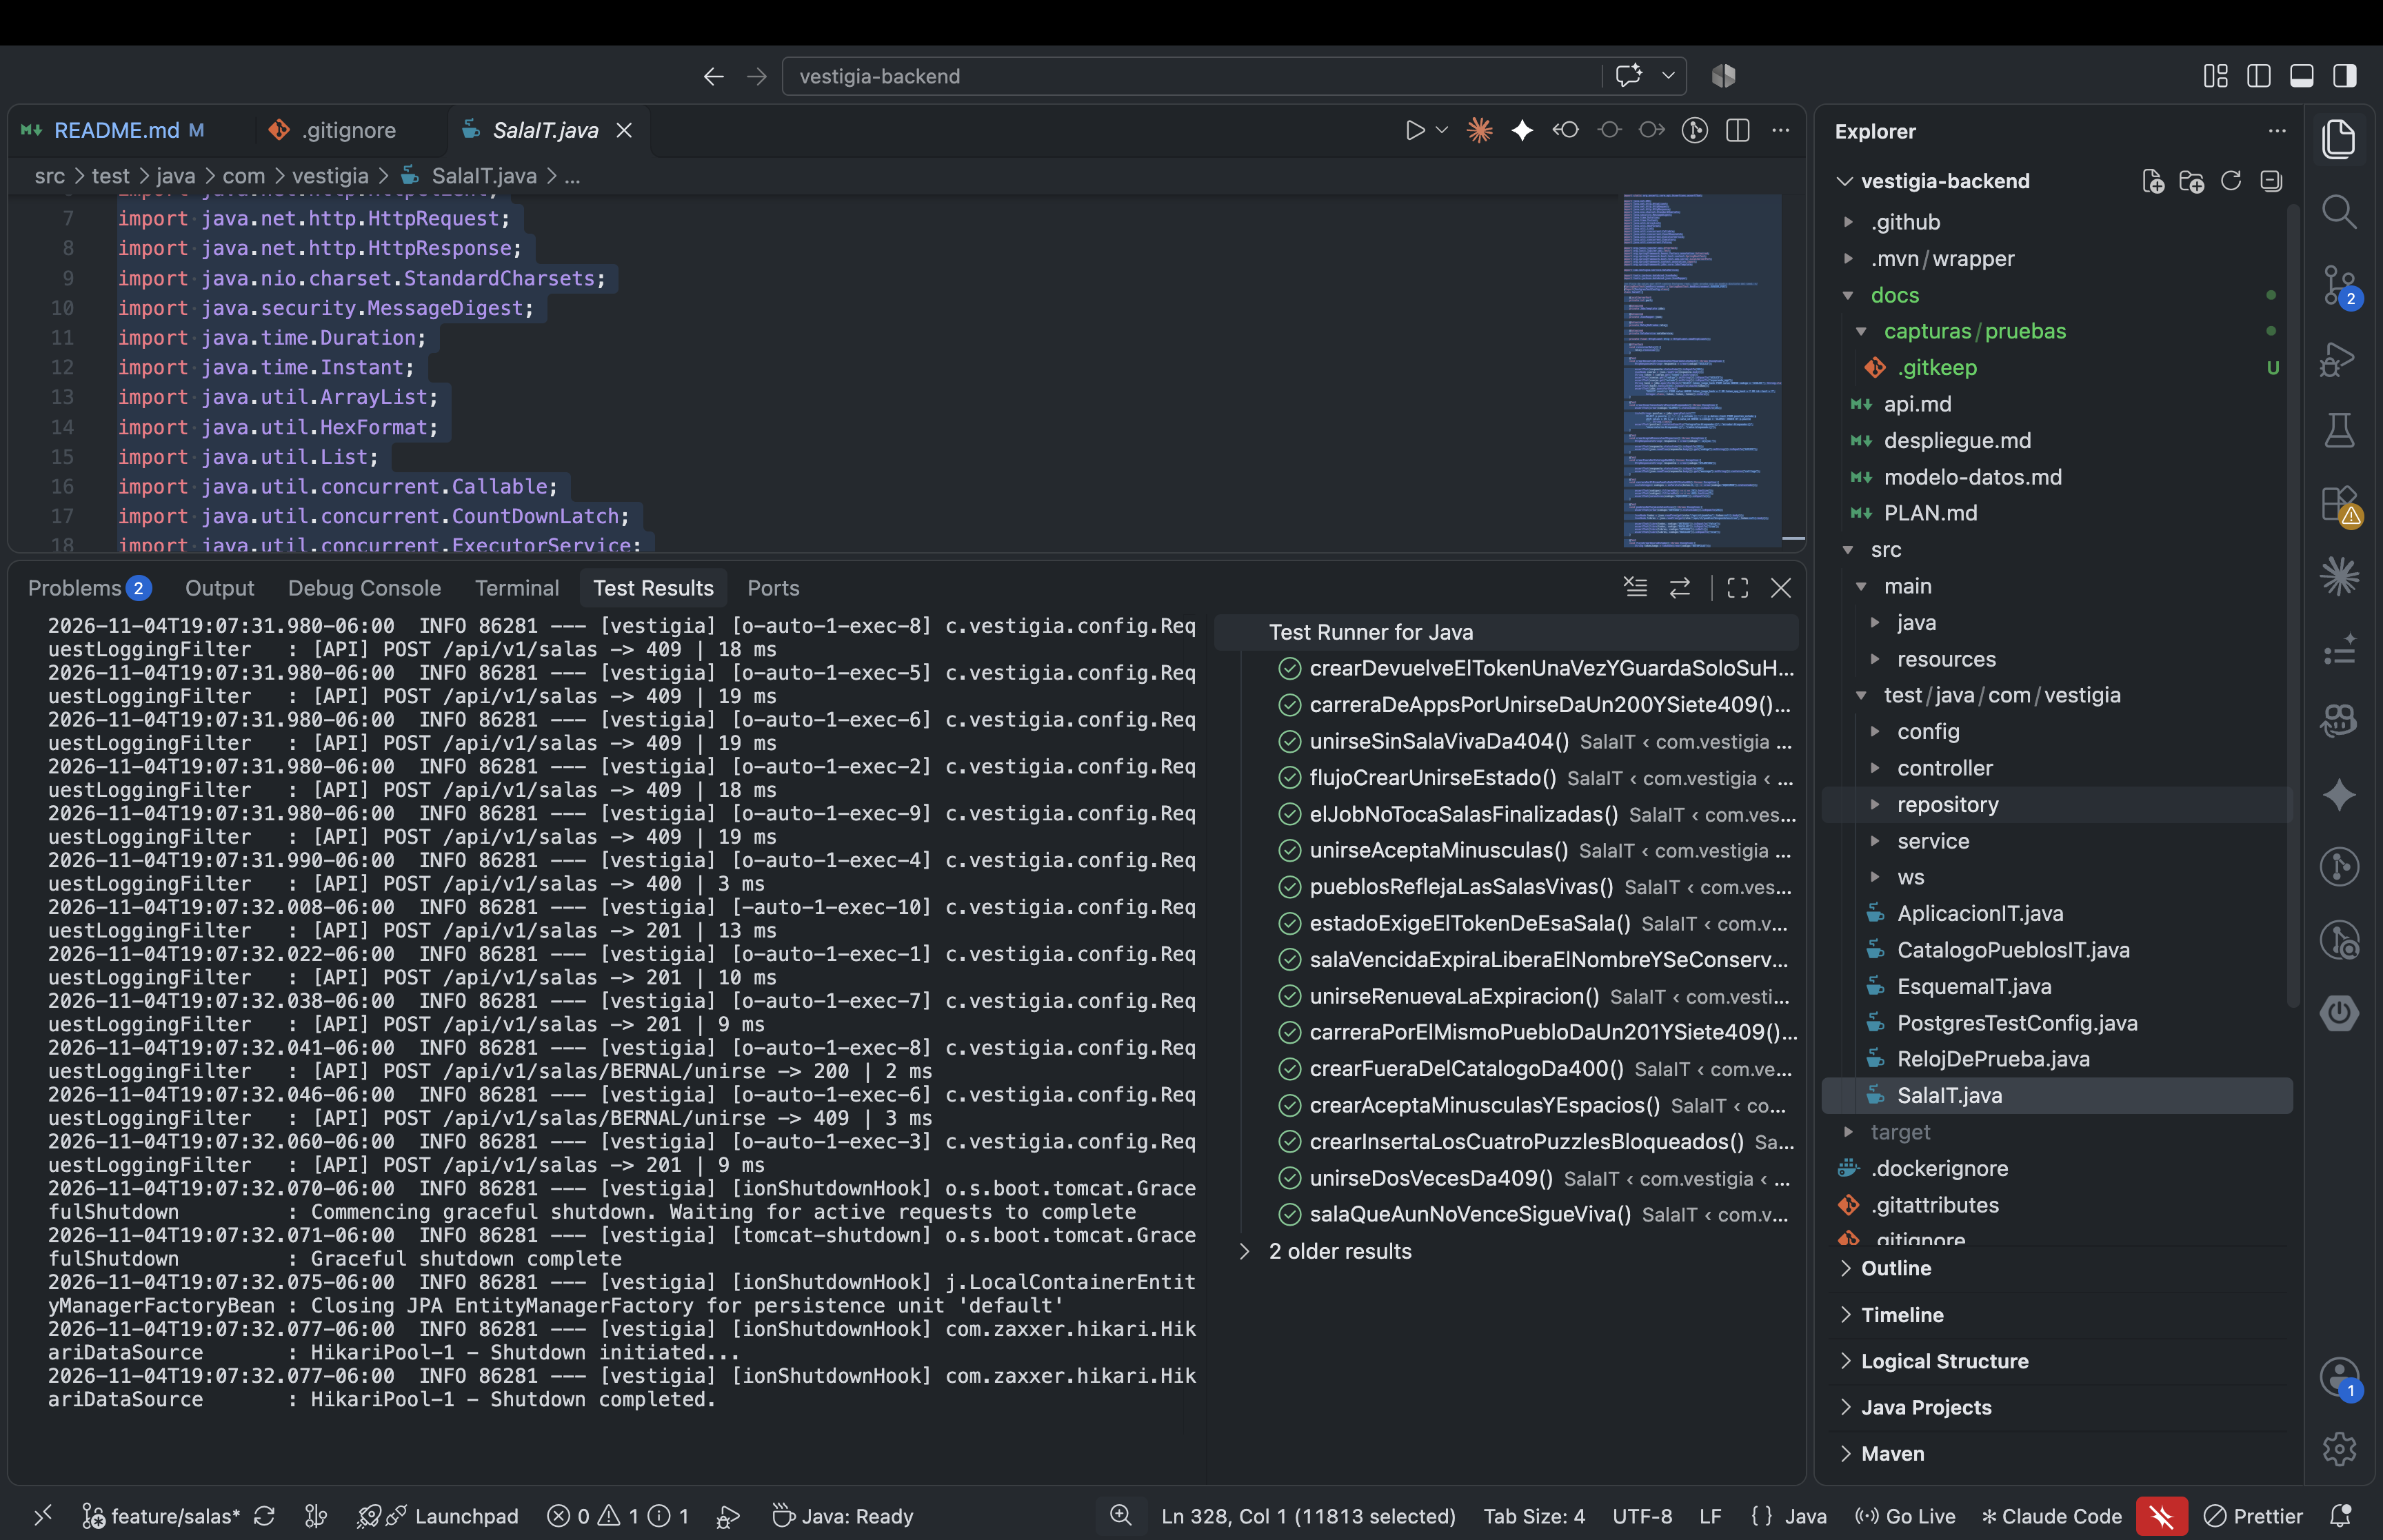 vestigia-backend
README.md M
.gitignore
SalaIT.java
src > test > java > com > vestigia > SalaIT.java > ...
7 import java.net.http.HttpRequest;
8 import java.net.http.HttpResponse;
9 import java.nio.charset.StandardCharsets;
10 import java.security.MessageDigest;
11 import java.time.Duration;
12 import java.time.Instant;
13 import java.util.ArrayList;
14 import java.util.HexFormat;
15 import java.util.List;
16 import java.util.concurrent.Callable;
17 import java.util.concurrent.CountDownLatch;
18 import java.util.concurrent.ExecutorService;
Problems 2 Output Debug Console Terminal Test Results Ports
2026-11-04T19:07:31.980-06:00  INFO 86281 --- [vestigia] [o-auto-1-exec-8] c.vestigia.config.Req
uestLoggingFilter   : [API] POST /api/v1/salas -> 409 | 18 ms
2026-11-04T19:07:31.980-06:00  INFO 86281 --- [vestigia] [o-auto-1-exec-5] c.vestigia.config.Req
uestLoggingFilter   : [API] POST /api/v1/salas -> 409 | 19 ms
2026-11-04T19:07:31.980-06:00  INFO 86281 --- [vestigia] [o-auto-1-exec-6] c.vestigia.config.Req
uestLoggingFilter   : [API] POST /api/v1/salas -> 409 | 19 ms
2026-11-04T19:07:31.980-06:00  INFO 86281 --- [vestigia] [o-auto-1-exec-2] c.vestigia.config.Req
uestLoggingFilter   : [API] POST /api/v1/salas -> 409 | 18 ms
2026-11-04T19:07:31.980-06:00  INFO 86281 --- [vestigia] [o-auto-1-exec-9] c.vestigia.config.Req
uestLoggingFilter   : [API] POST /api/v1/salas -> 409 | 19 ms
2026-11-04T19:07:31.990-06:00  INFO 86281 --- [vestigia] [o-auto-1-exec-4] c.vestigia.config.Req
uestLoggingFilter   : [API] POST /api/v1/salas -> 400 | 3 ms
2026-11-04T19:07:32.008-06:00  INFO 86281 --- [vestigia] [-auto-1-exec-10] c.vestigia.config.Req
uestLoggingFilter   : [API] POST /api/v1/salas -> 201 | 13 ms
2026-11-04T19:07:32.022-06:00  INFO 86281 --- [vestigia] [o-auto-1-exec-1] c.vestigia.config.Req
uestLoggingFilter   : [API] POST /api/v1/salas -> 201 | 10 ms
2026-11-04T19:07:32.038-06:00  INFO 86281 --- [vestigia] [o-auto-1-exec-7] c.vestigia.config.Req
uestLoggingFilter   : [API] POST /api/v1/salas -> 201 | 9 ms
2026-11-04T19:07:32.041-06:00  INFO 86281 --- [vestigia] [o-auto-1-exec-8] c.vestigia.config.Req
uestLoggingFilter   : [API] POST /api/v1/salas/BERNAL/unirse -> 200 | 2 ms
2026-11-04T19:07:32.046-06:00  INFO 86281 --- [vestigia] [o-auto-1-exec-6] c.vestigia.config.Req
uestLoggingFilter   : [API] POST /api/v1/salas/BERNAL/unirse -> 409 | 3 ms
2026-11-04T19:07:32.060-06:00  INFO 86281 --- [vestigia] [o-auto-1-exec-3] c.vestigia.config.Req
uestLoggingFilter   : [API] POST /api/v1/salas -> 201 | 9 ms
2026-11-04T19:07:32.070-06:00  INFO 86281 --- [vestigia] [ionShutdownHook] o.s.boot.tomcat.Grace
fulShutdown         : Commencing graceful shutdown. Waiting for active requests to complete
2026-11-04T19:07:32.071-06:00  INFO 86281 --- [vestigia] [tomcat-shutdown] o.s.boot.tomcat.Grace
fulShutdown         : Graceful shutdown complete
2026-11-04T19:07:32.075-06:00  INFO 86281 --- [vestigia] [ionShutdownHook] j.LocalContainerEntit
yManagerFactoryBean : Closing JPA EntityManagerFactory for persistence unit 'default'
2026-11-04T19:07:32.077-06:00  INFO 86281 --- [vestigia] [ionShutdownHook] com.zaxxer.hikari.Hik
ariDataSource       : HikariPool-1 - Shutdown initiated...
2026-11-04T19:07:32.077-06:00  INFO 86281 --- [vestigia] [ionShutdownHook] com.zaxxer.hikari.Hik
ariDataSource       : HikariPool-1 - Shutdown completed.
Test Runner for Java
crearDevuelveElTokenUnaVezYGuardaSoloSuH...
carreraDeAppsPorUnirseDaUn200YSiete409()...
unirseSinSalaVivaDa404() SalaIT < com.vestigia ...
flujoCrearUnirseEstado() SalaIT < com.vestigia < ...
elJobNoTocaSalasFinalizadas() SalaIT < com.ves...
unirseAceptaMinusculas() SalaIT < com.vestigia ...
pueblosReflejaLasSalasVivas() SalaIT < com.ves...
estadoExigeElTokenDeEsaSala() SalaIT < com.v...
salaVencidaExpiraLiberaElNombreYSeConserv...
unirseRenuevaLaExpiracion() SalaIT < com.vesti...
carreraPorElMismoPuebloDaUn201YSiete409()...
crearFueraDelCatalogoDa400() SalaIT < com.ve...
crearAceptaMinusculasYEspacios() SalaIT < co...
crearInsertaLosCuatroPuzzlesBloqueados() Sa...
unirseDosVecesDa409() SalaIT < com.vestigia < ...
salaQueAunNoVenceSigueViva() SalaIT < com.v...
2 older results
Explorer
vestigia-backend
.github
.mvn/wrapper
docs
capturas/pruebas
.gitkeep U
api.md
despliegue.md
modelo-datos.md
PLAN.md
src
main
java
resources
test/java/com/vestigia
config
controller
repository
service
ws
AplicacionIT.java
CatalogoPueblosIT.java
EsquemaIT.java
PostgresTestConfig.java
RelojDePrueba.java
SalaIT.java
target
.dockerignore
.gitattributes
.gitignore
Outline
Timeline
Logical Structure
Java Projects
Maven
2
1
feature/salas* Launchpad 0 1 1 Java: Ready Ln 328, Col 1 (11813 selected) Tab Size: 4 UTF-8 LF {} Java Go Live Claude Code Prettier